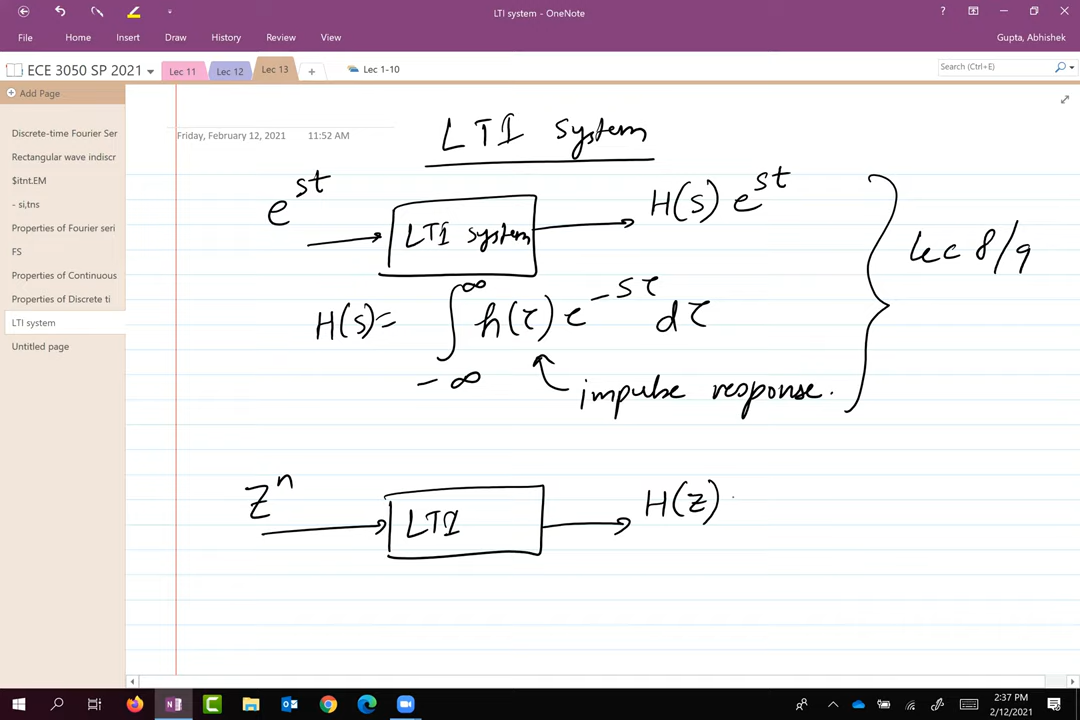 LTI system - OneNote
?
File Home Insert Draw History Review View
Gupta, Abhishek
ECE 3050 SP 2021
Lec 11
Lec 12
Lec 13
+
Lec 1-10
Search (Ctrl+E)
Add Page
Discrete-time Fourier Ser
Rectangular wave indiscr
$itnt.EM
- si,tns
Properties of Fourier seri
FS
Properties of Continuous
Properties of Discrete ti
LTI system
Untitled page
Friday, February 12, 2021 11:52 AM
LTI system
e^{st}
LTI system
H(s) e^{st}
H(s) = ∫_{-∞}^{∞} h(τ) e^{-sτ} dτ
impulse response.
lec 8/9
z^n
LTI
H(z)
2:37 PM
2/12/2021